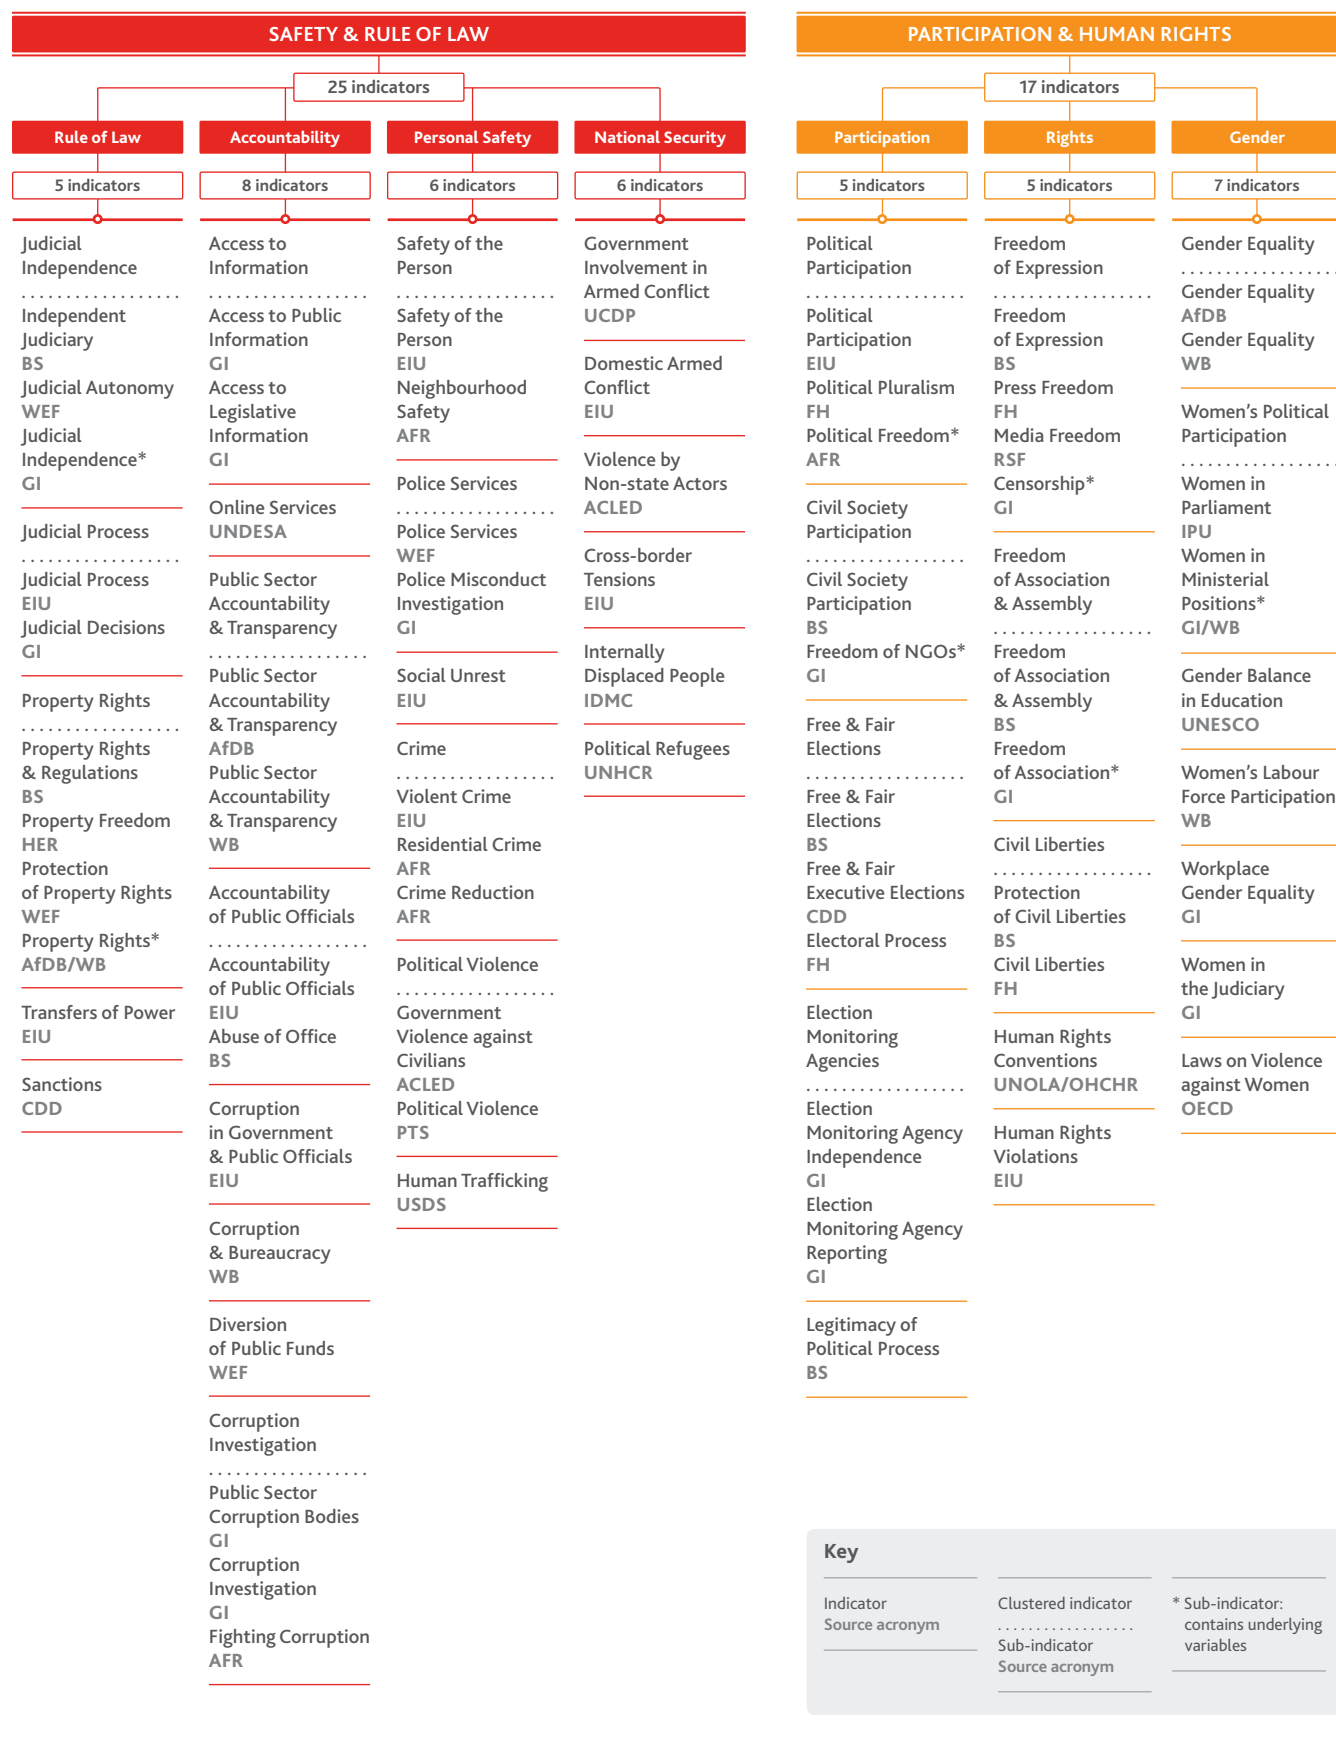 SAFETY & RULE OF LAW
25 indicators
Rule of Law
5 indicators
Judicial
Independence
Independent
Judiciary
BS
Judicial Autonomy
WEF
Judicial
Independence*
GI
Judicial Process
Judicial Process
EIU
Judicial Decisions
GI
Property Rights
Property Rights
& Regulations
BS
Property Freedom
HER
Protection
of Property Rights
WEF
Property Rights*
AfDB/WB
Transfers of Power
EIU
Sanctions
CDD
Accountability
8 indicators
Access to
Information
Access to Public
Information
GI
Access to
Legislative
Information
GI
Online Services
UNDESA
Public Sector
Accountability
& Transparency
Public Sector
Accountability
& Transparency
AfDB
Public Sector
Accountability
& Transparency
WB
Accountability
of Public Officials
Accountability
of Public Officials
EIU
Abuse of Office
BS
Corruption
in Government
& Public Officials
EIU
Corruption
& Bureaucracy
WB
Diversion
of Public Funds
WEF
Corruption
Investigation
Public Sector
Corruption Bodies
GI
Corruption
Investigation
GI
Fighting Corruption
AFR
Personal Safety
6 indicators
Safety of the
Person
Safety of the
Person
EIU
Neighbourhood
Safety
AFR
Police Services
Police Services
WEF
Police Misconduct
Investigation
GI
Social Unrest
EIU
Crime
Violent Crime
EIU
Residential Crime
AFR
Crime Reduction
AFR
Political Violence
Government
Violence against
Civilians
ACLED
Political Violence
PTS
Human Trafficking
USDS
National Security
6 indicators
Government
Involvement in
Armed Conflict
UCDP
Domestic Armed
Conflict
EIU
Violence by
Non-state Actors
ACLED
Cross-border
Tensions
EIU
Internally
Displaced People
IDMC
Political Refugees
UNHCR
PARTICIPATION & HUMAN RIGHTS
17 indicators
Participation
5 indicators
Political
Participation
Political
Participation
EIU
Political Pluralism
FH
Political Freedom*
AFR
Civil Society
Participation
Civil Society
Participation
BS
Freedom of NGOs*
GI
Free & Fair
Elections
Free & Fair
Elections
BS
Free & Fair
Executive Elections
CDD
Electoral Process
FH
Election
Monitoring
Agencies
Election
Monitoring Agency
Independence
GI
Election
Monitoring Agency
Reporting
GI
Legitimacy of
Political Process
BS
Rights
5 indicators
Freedom
of Expression
Freedom
of Expression
BS
Press Freedom
FH
Media Freedom
RSF
Censorship*
GI
Freedom
of Association
& Assembly
Freedom
of Association
& Assembly
BS
Freedom
of Association*
GI
Civil Liberties
Protection
of Civil Liberties
BS
Civil Liberties
FH
Human Rights
Conventions
UNOLA/OHCHR
Human Rights
Violations
EIU
Gender
7 indicators
Gender Equality
Gender Equality
AfDB
Gender Equality
WB
Women's Political
Participation
Women in
Parliament
IPU
Women in
Ministerial
Positions*
GI/WB
Gender Balance
in Education
UNESCO
Women's Labour
Force Participation
WB
Workplace
Gender Equality
GI
Women in
the Judiciary
GI
Laws on Violence
against Women
OECD
Key
Indicator
Source acronym
Clustered indicator
Sub-indicator
Source acronym
* Sub-indicator:
contains underlying
variables